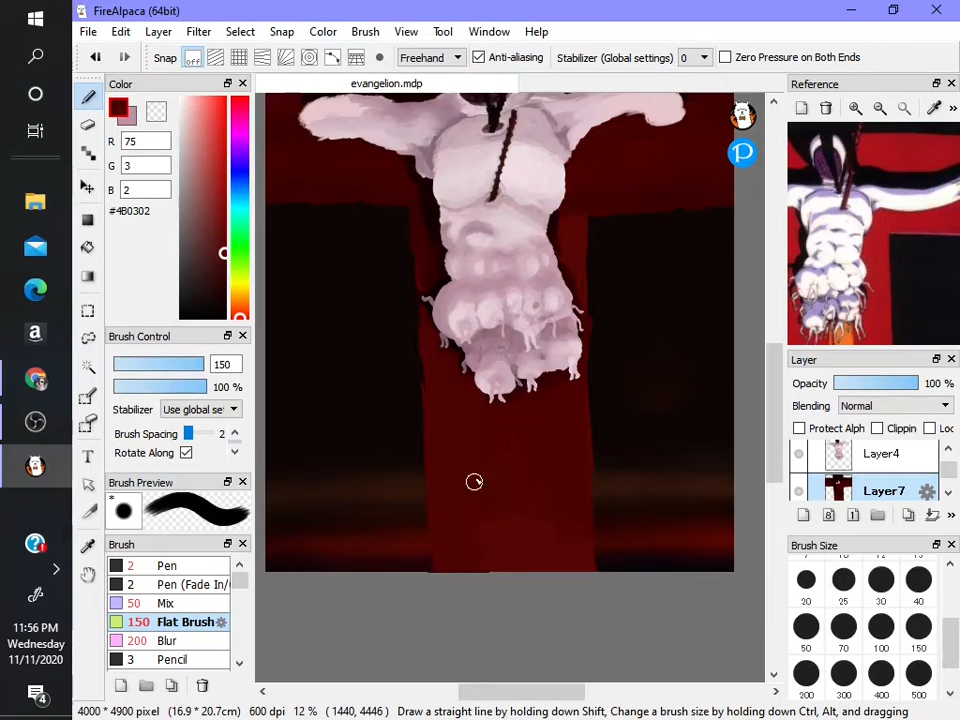 FireAlpaca (64bit)
File Edit Layer Filter Select Snap Color Brush View Tool Window Help
Snap off Freehand Anti-aliasing Stabilizer (Global settings) 0 Zero Pressure on Both Ends
Color
evangelion.mdp
Reference
R 75
G 3
B 2
#4B0302
Brush Control
150
100 %
Stabilizer Use global se
Brush Spacing 2
Rotate Along
Brush Preview
*
Brush
2 Pen
2 Pen (Fade In/
50 Mix
150 Flat Brush
200 Blur
3 Pencil
Layer
Opacity 100 %
Blending Normal
Protect Alph Clippin Loc
Layer4
Layer7
8 1
Brush Size
20 25 30 40
50 70 100 150
200 300 400 500
P
a
11:56 PM
Wednesday
11/11/2020
4
4000 * 4900 pixel (16.9 * 20.7cm) 600 dpi 12 % (1440, 4446) Draw a straight line by holding down Shift, Change a brush size by holding down Ctrl, Alt, and dragging